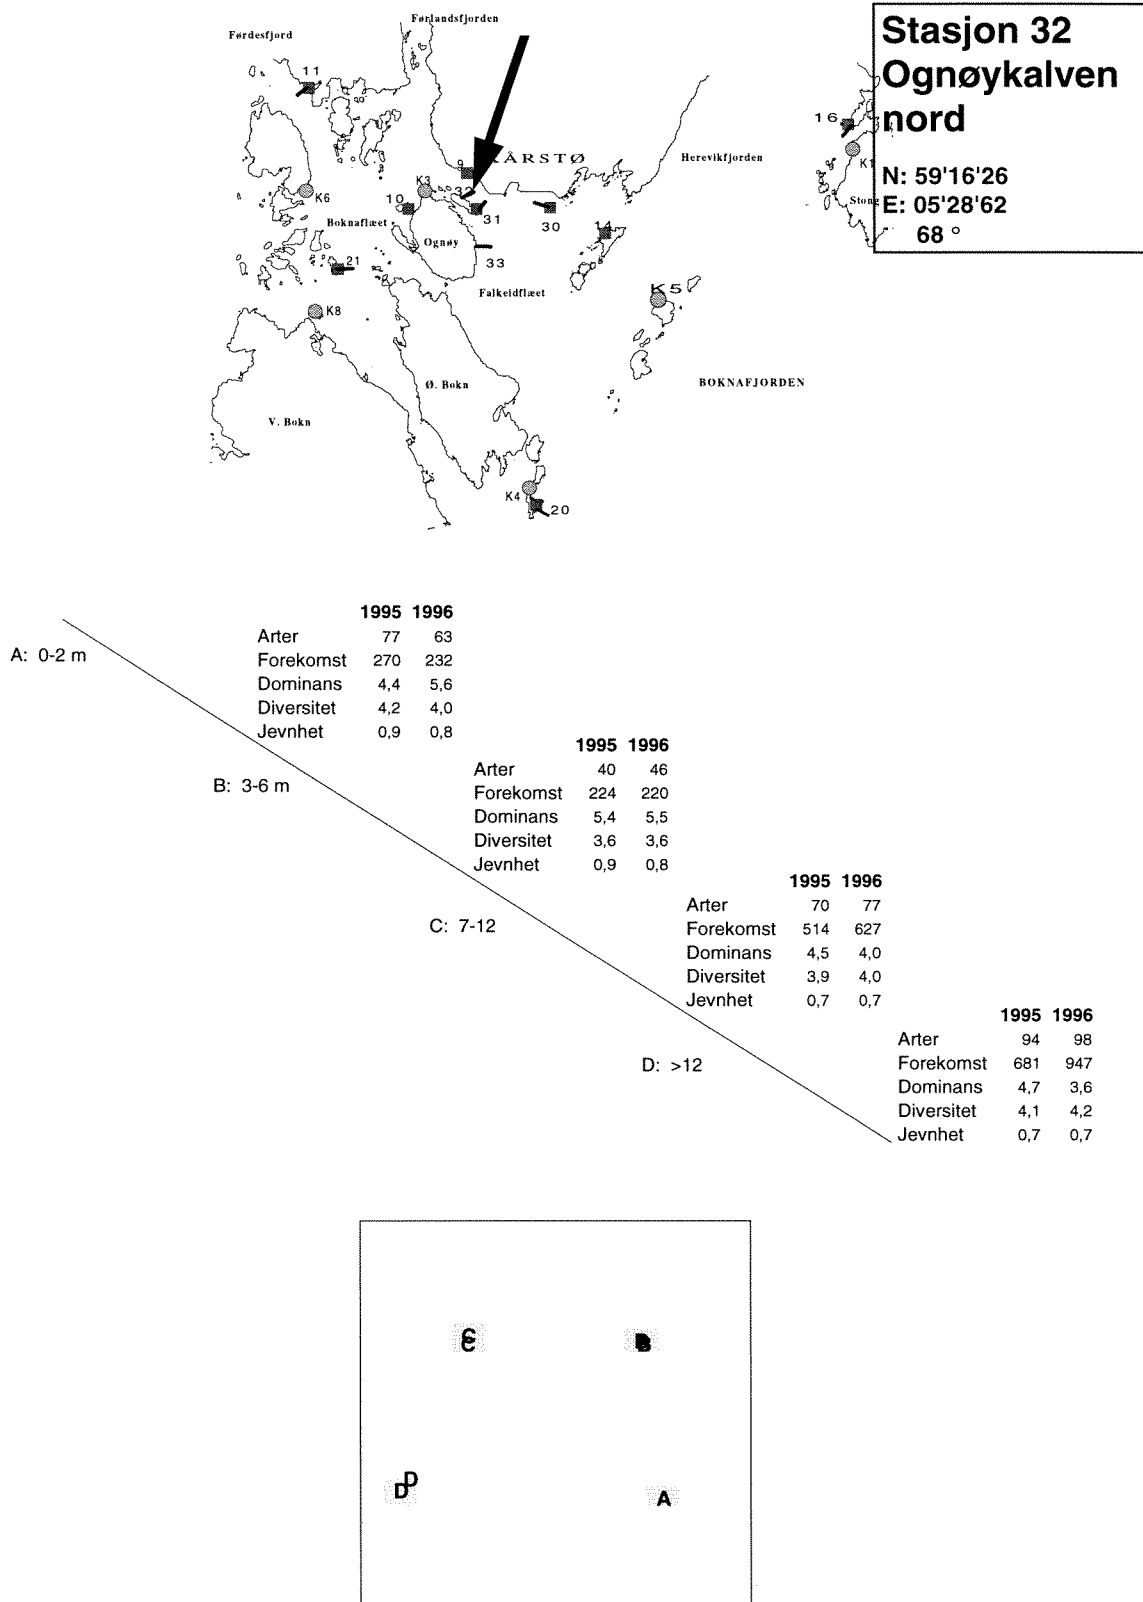 Stasjon 32
Ognøykalven
nord
N: 59'16'26
E: 05'28'62
68 °
Førlandsfjorden
Førdesfjord
11
16
K1
Stong
9
KÅRSTØ
Herevikfjorden
K6
K3
32
10
31
30
14
Boknaflæet
Ognøy
33
21
Falkeidflæet
K5
K8
Ø. Bokn
BOKNAFJORDEN
V. Bokn
K4
20
1995 1996
A: 0-2 m
Arter 77 63
Forekomst 270 232
Dominans 4,4 5,6
Diversitet 4,2 4,0
Jevnhet 0,9 0,8
1995 1996
B: 3-6 m
Arter 40 46
Forekomst 224 220
Dominans 5,4 5,5
Diversitet 3,6 3,6
Jevnhet 0,9 0,8
1995 1996
C: 7-12
Arter 70 77
Forekomst 514 627
Dominans 4,5 4,0
Diversitet 3,9 4,0
Jevnhet 0,7 0,7
1995 1996
D: >12
Arter 94 98
Forekomst 681 947
Dominans 4,7 3,6
Diversitet 4,1 4,2
Jevnhet 0,7 0,7
C
C
B
D
D
A